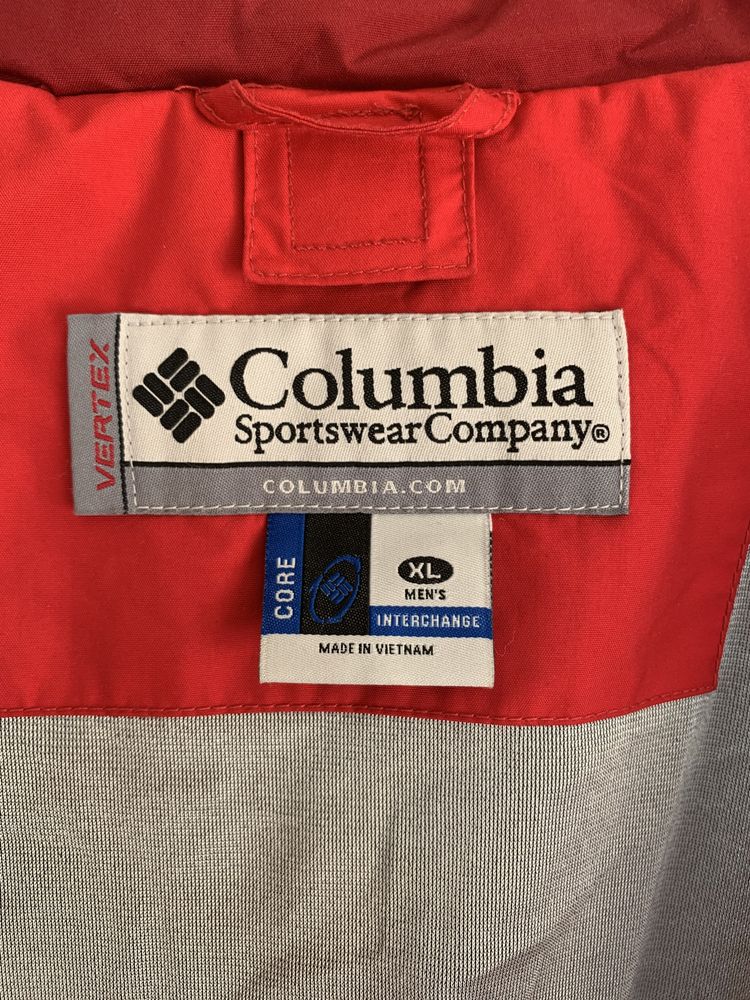 VERTEX
Columbia
Sportswear Company®
COLUMBIA.COM
CORE
XL
MEN'S
INTERCHANGE
MADE IN VIETNAM